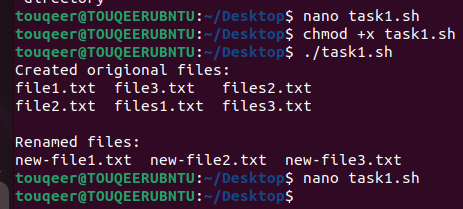 directory
touqeer@TOUQEERUBNTU:~/Desktop$ nano task1.sh
touqeer@TOUQEERUBNTU:~/Desktop$ chmod +x task1.sh
touqeer@TOUQEERUBNTU:~/Desktop$ ./task1.sh
Created origional files:
file1.txt  file3.txt   files2.txt
file2.txt  files1.txt  files3.txt

Renamed files:
new-file1.txt  new-file2.txt  new-file3.txt
touqeer@TOUQEERUBNTU:~/Desktop$ nano task1.sh
touqeer@TOUQEERUBNTU:~/Desktop$